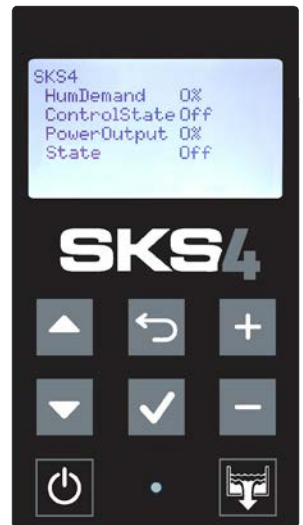 SKS4
HumDemand 0%
ControlState Off
PowerOutput 0%
State Off
SKS4